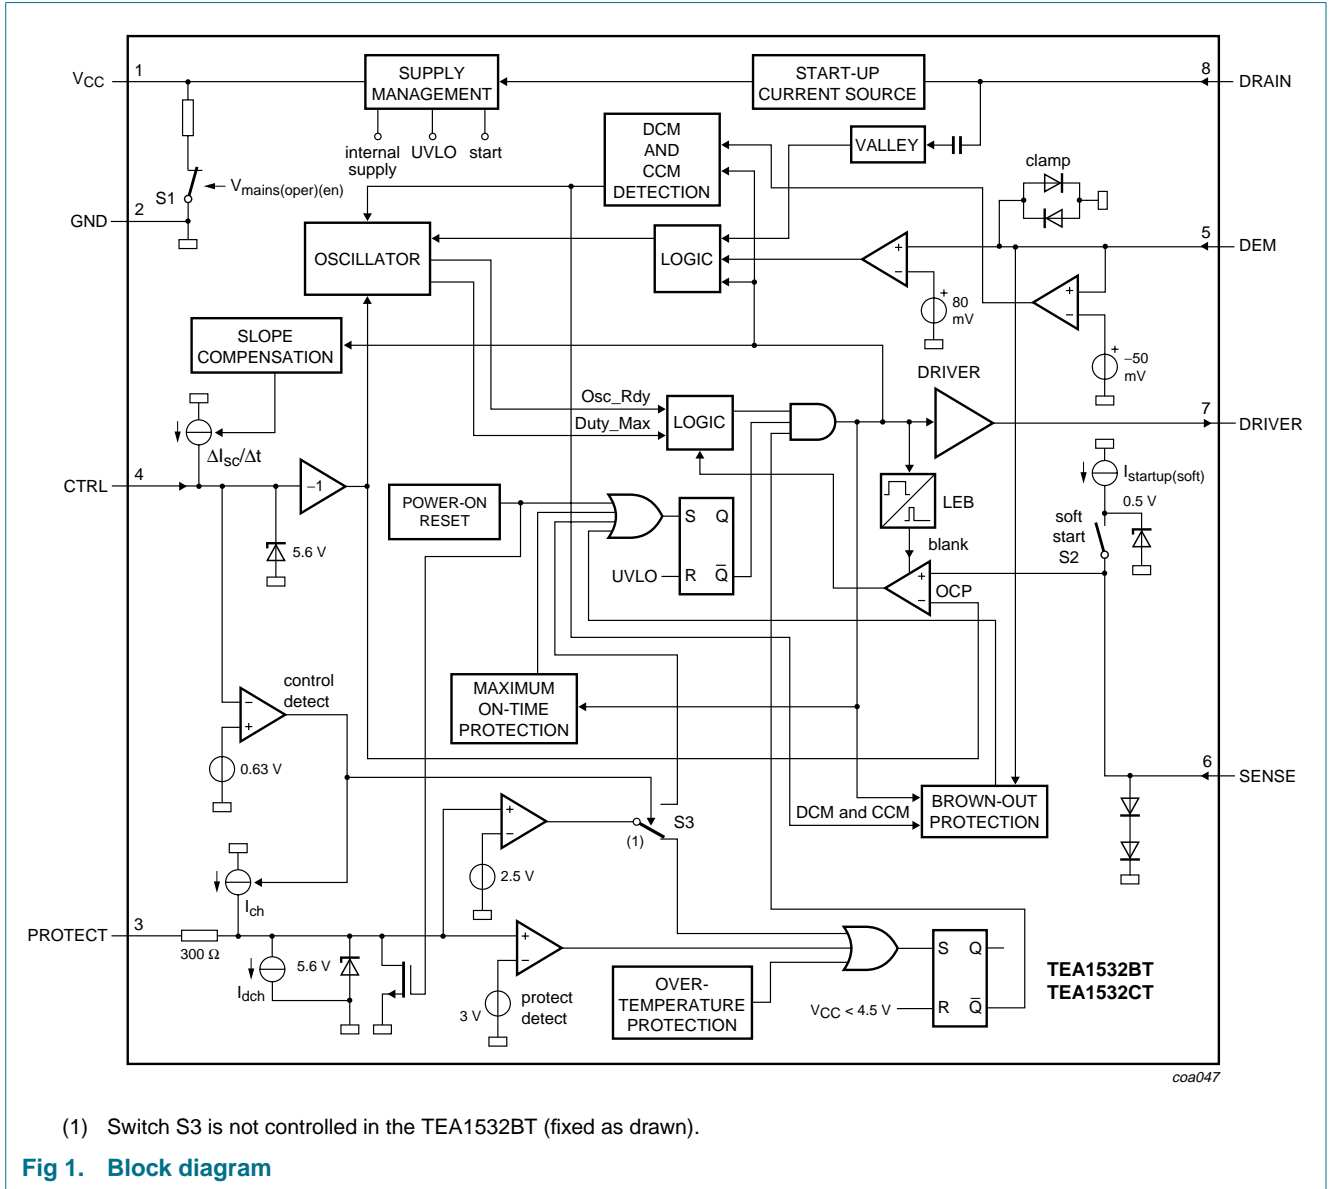 VCC 1
SUPPLY
MANAGEMENT
START-UP
CURRENT SOURCE
8 DRAIN
internal
supply
UVLO
start
DCM
AND
CCM
DETECTION
VALLEY
clamp
S1
Vmains(oper)(en)
GND 2
OSCILLATOR
LOGIC
+
−
80
mV
+
5 DEM
+
−
−50
mV
+
SLOPE
COMPENSATION
DRIVER
Osc_Rdy
Duty_Max
LOGIC
7 DRIVER
ΔIsc/Δt
CTRL 4
−1
5.6 V
POWER-ON
RESET
S Q
R Q̅
UVLO
LEB
blank
+
−
OCP
Istartup(soft)
0.5 V
soft
start
S2
control
detect
−
+
0.63 V
MAXIMUM
ON-TIME
PROTECTION
6 SENSE
DCM and CCM
BROWN-OUT
PROTECTION
+
−
2.5 V
S3
(1)
Ich
PROTECT 3
300 Ω
Idch
5.6 V
+
−
3 V
protect
detect
OVER-
TEMPERATURE
PROTECTION
S Q
R Q̅
VCC < 4.5 V
TEA1532BT
TEA1532CT
coa047
(1) Switch S3 is not controlled in the TEA1532BT (fixed as drawn).
Fig 1. Block diagram